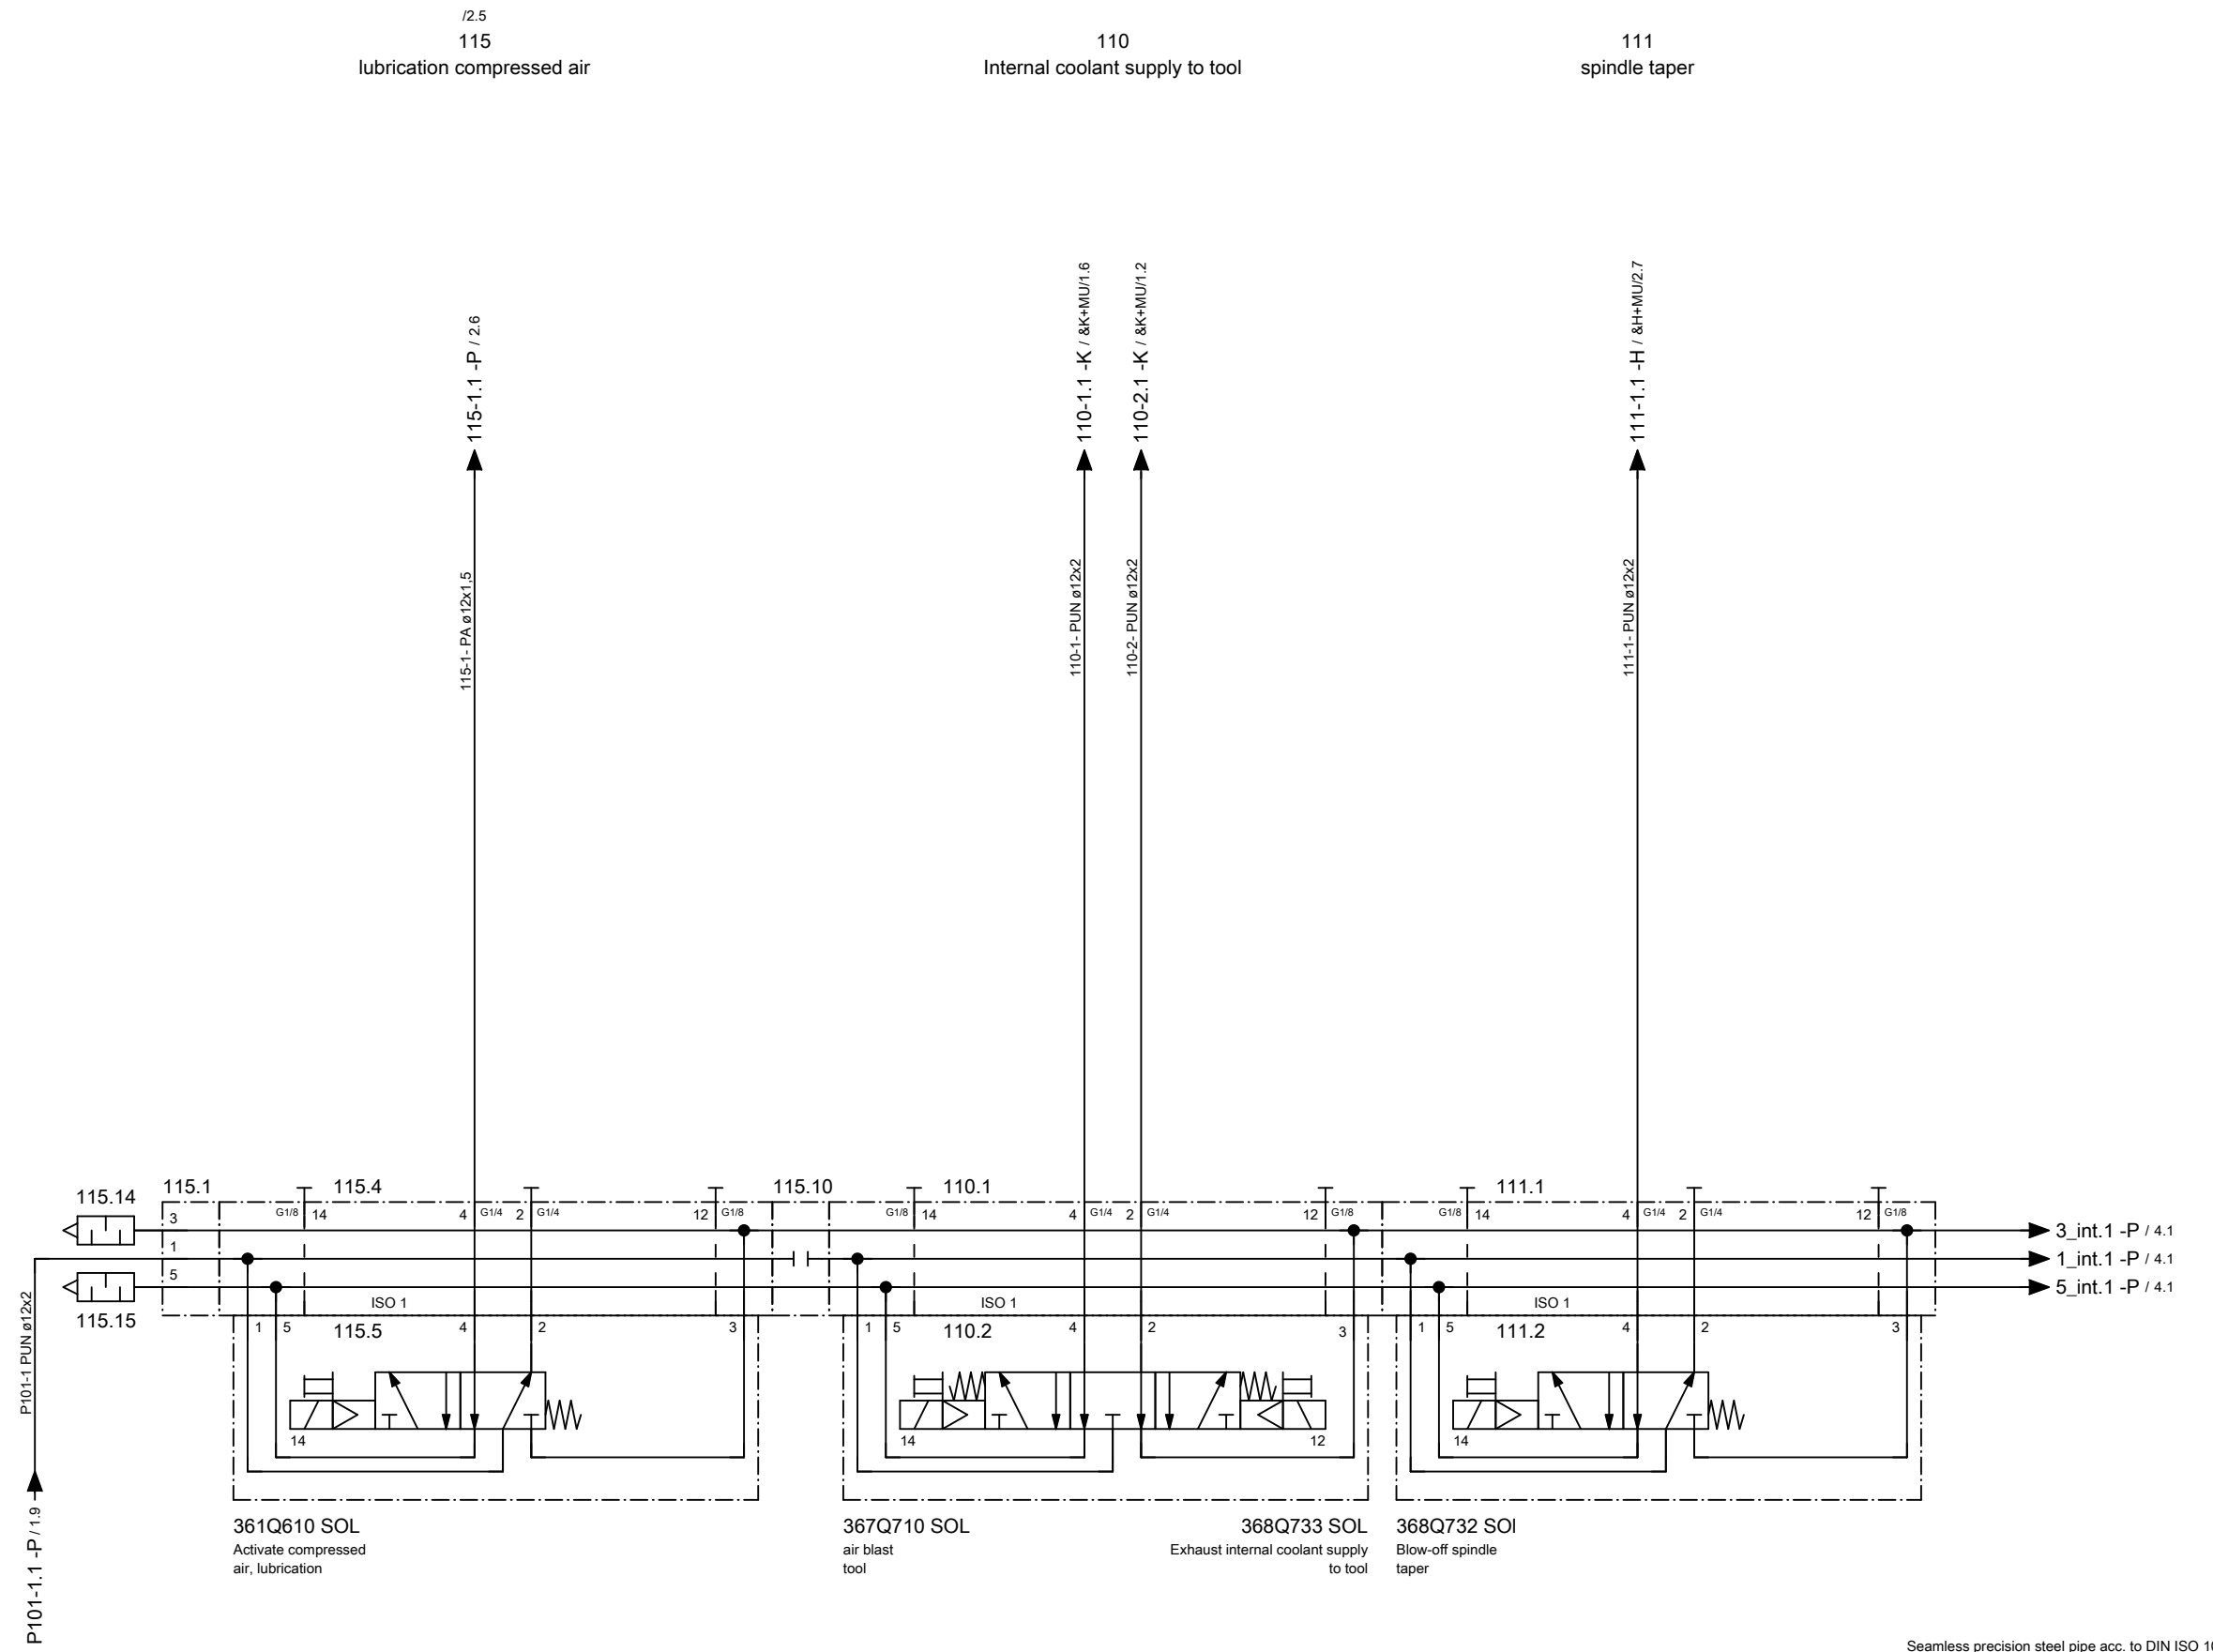 /2.5
115
lubrication compressed air
110
Internal coolant supply to tool
111
spindle taper
115-1.1 -P / 2.6
110-1.1 -K / &K+MU/1.6
110-2.1 -K / &K+MU/1.2
111-1.1 -H / &H+MU/2.7
115-1- PA ø12x1,5
110-1- PUN ø12x2
110-2- PUN ø12x2
111-1- PUN ø12x2
115.14
115.1
115.4
115.10
110.1
111.1
3
G1/8
14
4
G1/4
2
G1/4
12
G1/8
G1/8
14
4
G1/4
2
G1/4
12
G1/8
G1/8
14
4
G1/4
2
G1/4
12
G1/8
3_int.1 -P / 4.1
1
1_int.1 -P / 4.1
5
5_int.1 -P / 4.1
ISO 1
ISO 1
ISO 1
115.15
1
5
115.5
4
2
3
1
5
110.2
4
2
3
1
5
111.2
4
2
3
P101-1 PUN ø12x2
14
14
12
14
P101-1.1 -P / 1.9
361Q610 SOL
Activate compressed
air, lubrication
367Q710 SOL
air blast
tool
368Q733 SOL
Exhaust internal coolant supply
to tool
368Q732 SOL
Blow-off spindle
taper
Seamless precision steel pipe acc. to DIN ISO